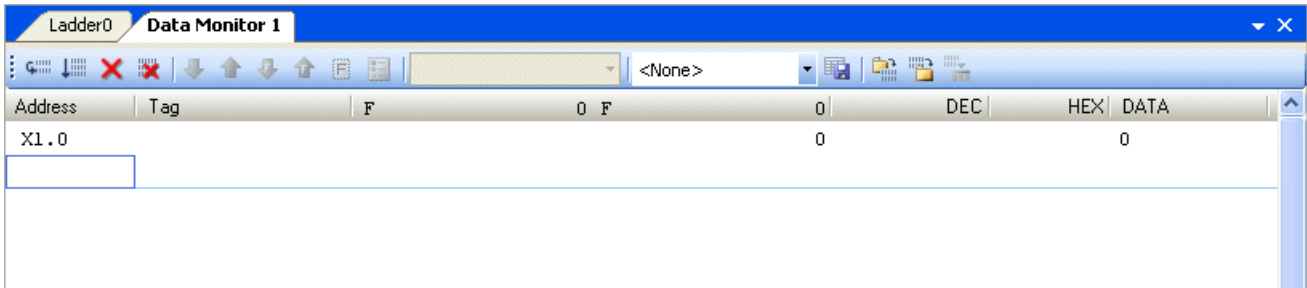 Ladder0 Data Monitor 1
<None>
Address Tag F 0 F 0 DEC HEX DATA
X1.0 0 0